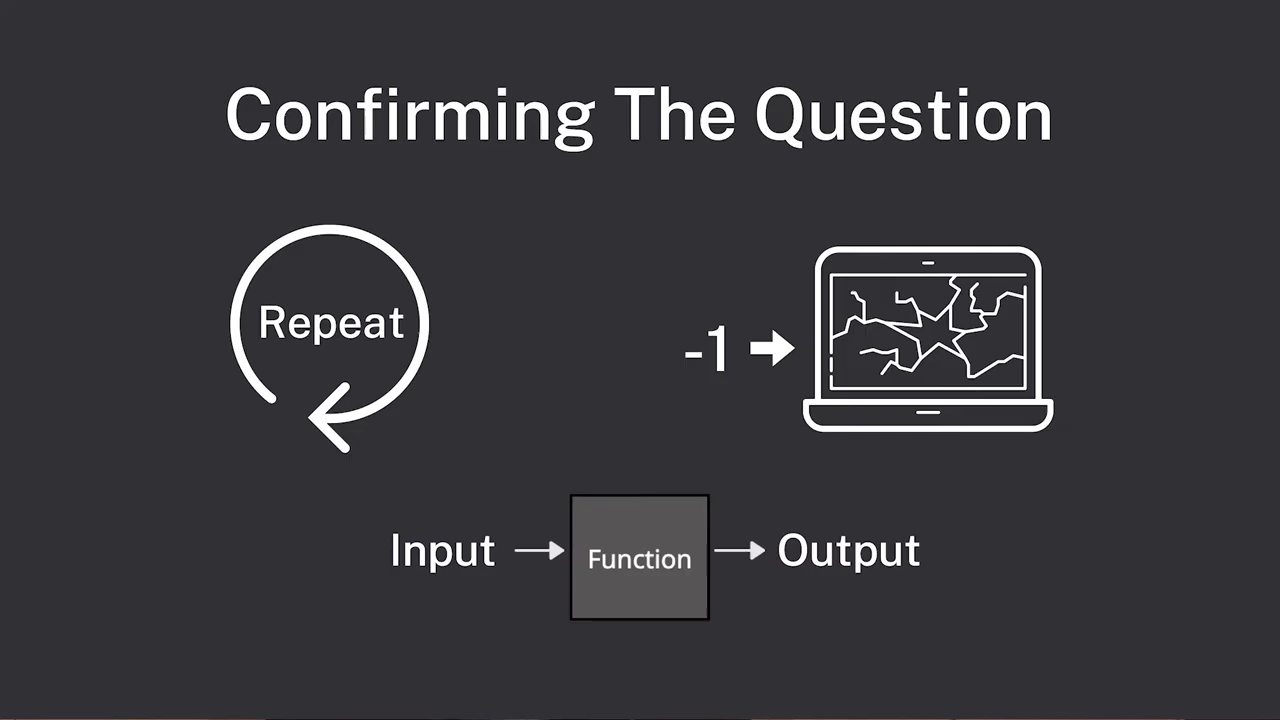 Confirming The Question
Repeat
-1
Input
Function
Output